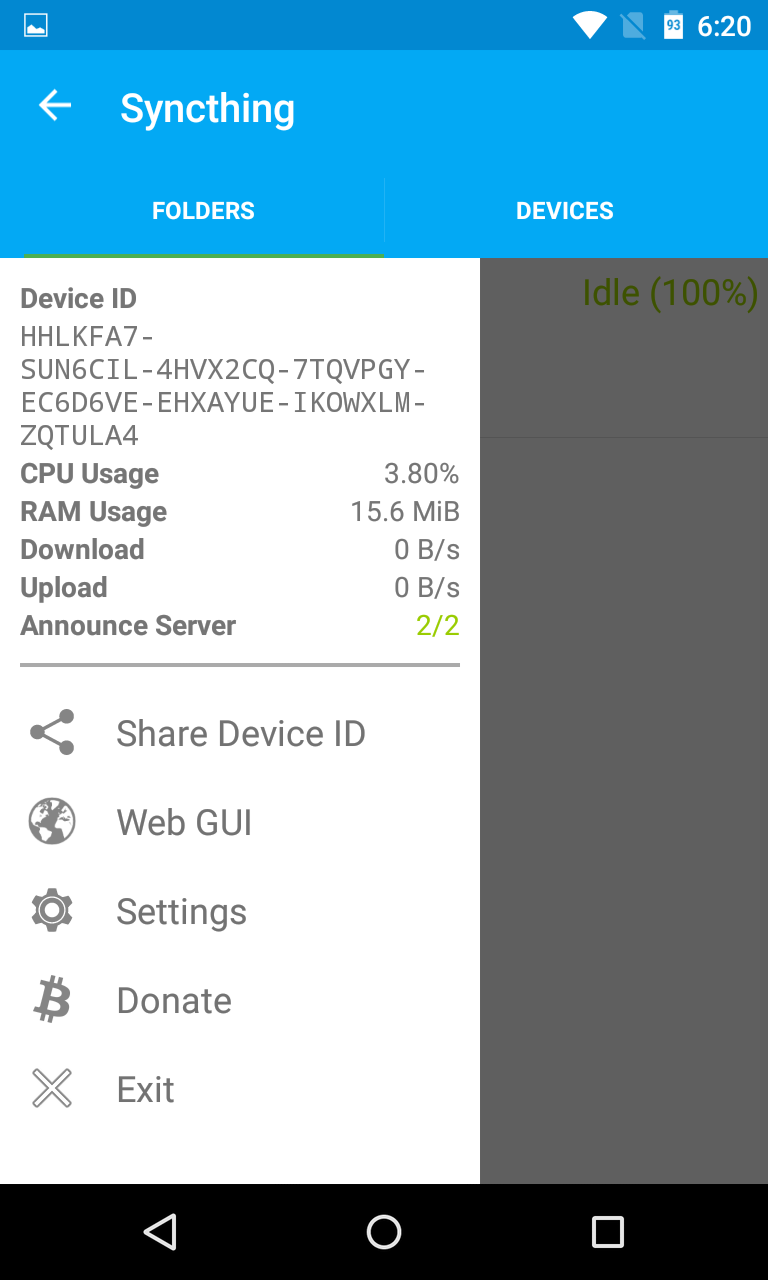 93 6:20
Syncthing
FOLDERS DEVICES
Idle (100%)
Device ID
HHLKFA7-
SUN6CIL-4HVX2CQ-7TQVPGY-
EC6D6VE-EHXAYUE-IKOWXLM-
ZQTULA4
CPU Usage 3.80%
RAM Usage 15.6 MiB
Download 0 B/s
Upload 0 B/s
Announce Server 2/2
Share Device ID
Web GUI
Settings
Donate
Exit